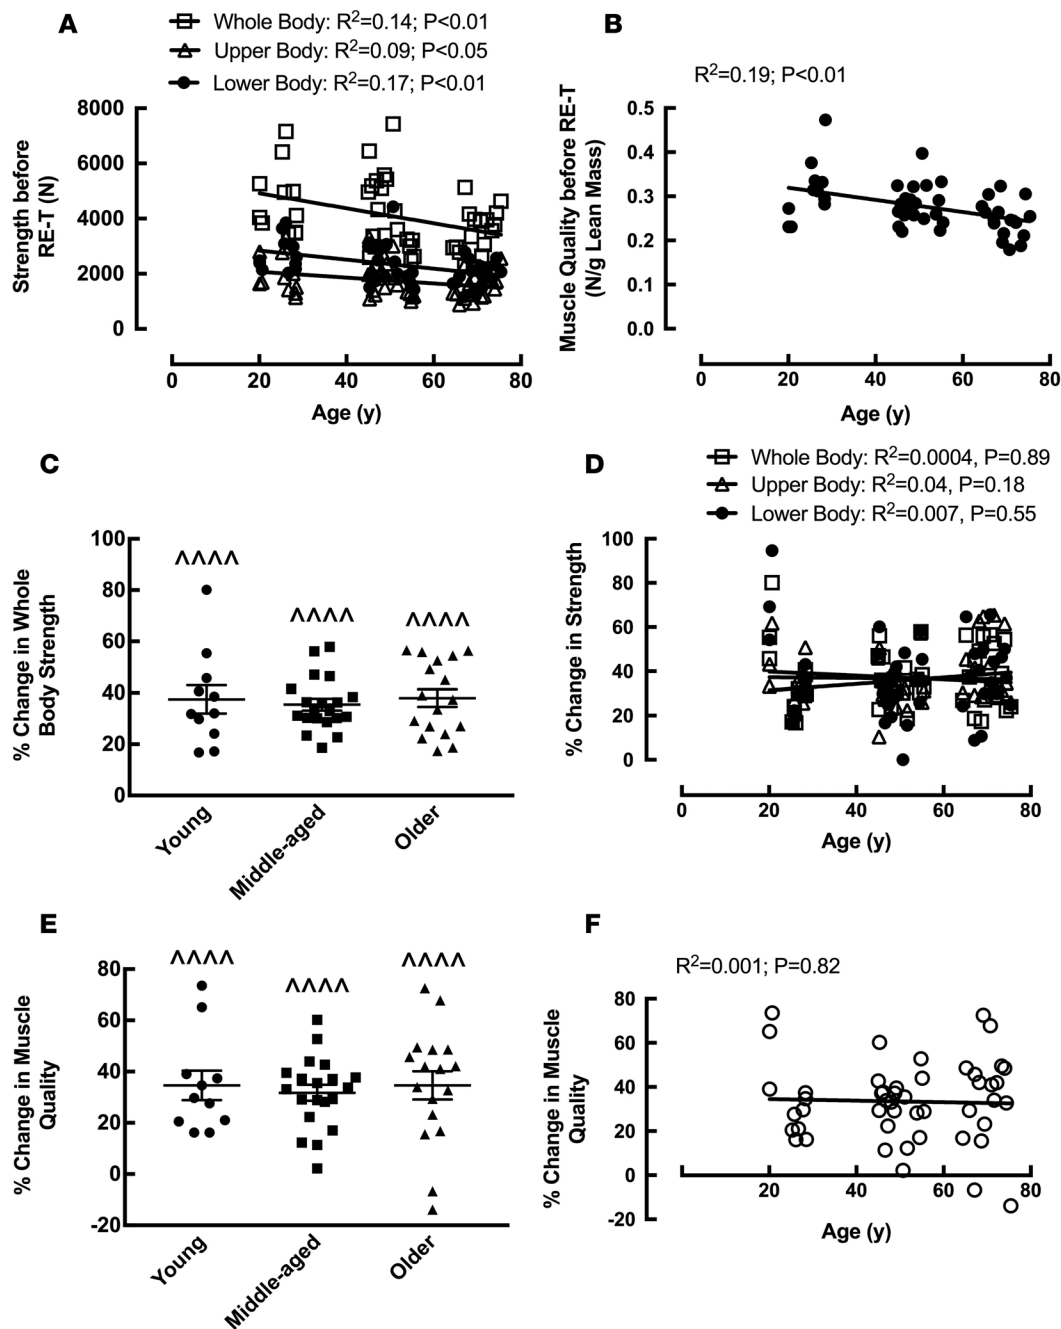 A
Whole Body: R²=0.14; P<0.01
Upper Body: R²=0.09; P<0.05
Lower Body: R²=0.17; P<0.01
Strength before
RE-T (N)
8000
6000
4000
2000
0
0 20 40 60 80
Age (y)
B
R²=0.19; P<0.01
Muscle Quality before RE-T
(N/g Lean Mass)
0.5
0.4
0.3
0.2
0.1
0.0
0 20 40 60 80
Age (y)
C
% Change in Whole
Body Strength
100
80
60
40
20
0
^^^^ ^^^^ ^^^^
Young Middle-aged Older
D
Whole Body: R²=0.0004, P=0.89
Upper Body: R²=0.04, P=0.18
Lower Body: R²=0.007, P=0.55
% Change in Strength
100
80
60
40
20
0
0 20 40 60 80
Age (y)
E
% Change in Muscle
Quality
80
60
40
20
0
-20
^^^^ ^^^^ ^^^^
Young Middle-aged Older
F
R²=0.001; P=0.82
% Change in Muscle
Quality
80
60
40
20
0
-20
20 40 60 80
Age (y)